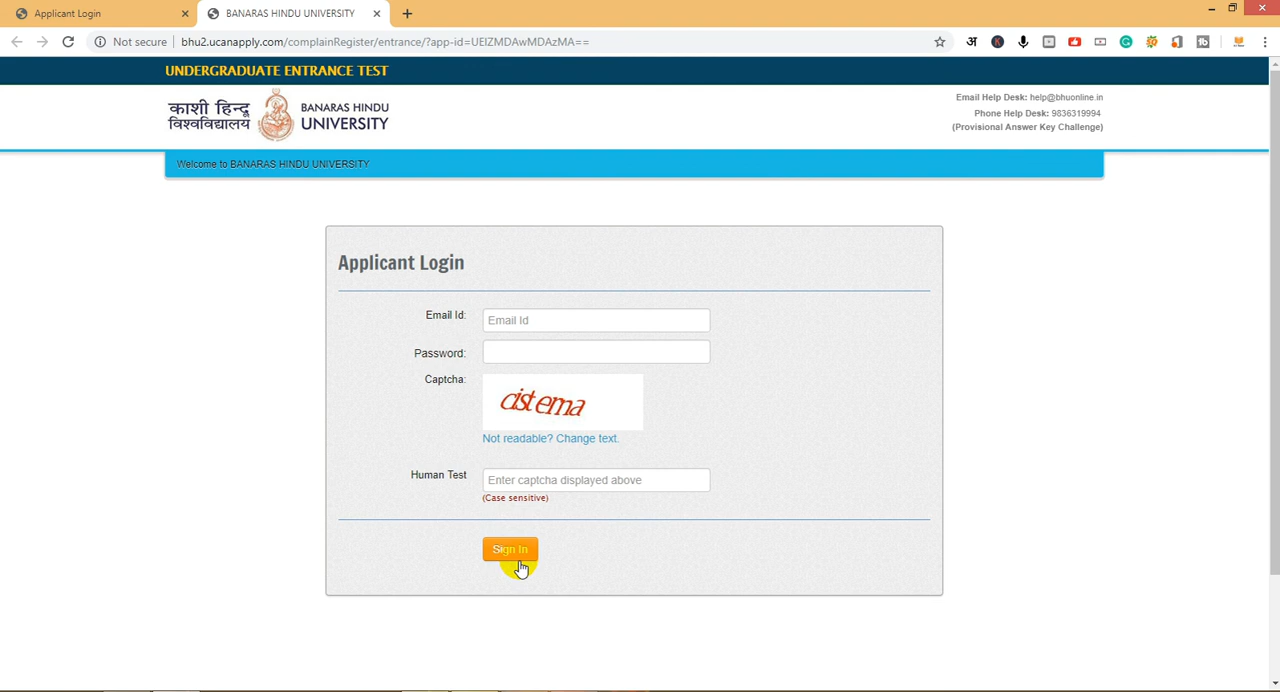 Applicant Login
BANARAS HINDU UNIVERSITY
Not secure
bhu2.ucanapply.com/complainRegister/entrance/?app-id=UElZMDAwMDAzMA==
UNDERGRADUATE ENTRANCE TEST
काशी हिन्दू
विश्वविद्यालय
BANARAS HINDU
UNIVERSITY
Email Help Desk: help@bhuonline.in
Phone Help Desk: 9836319994
(Provisional Answer Key Challenge)
Welcome to BANARAS HINDU UNIVERSITY
Applicant Login
Email Id:
Email Id
Password:
Captcha:
cistema
Not readable? Change text.
Human Test
Enter captcha displayed above
(Case sensitive)
Sign In